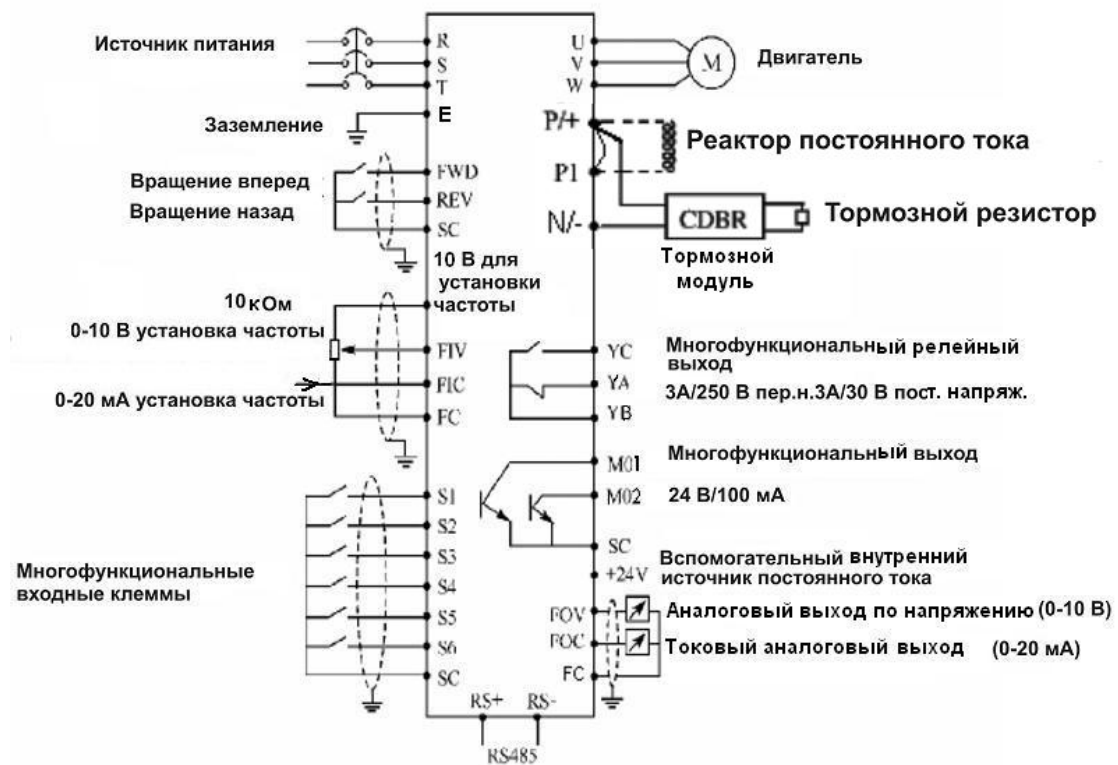 Источник питания
R
S
T
E
Заземление
Вращение вперед
FWD
Вращение назад
REV
SC
10 В для
установки
частоты
10 кОм
0-10 В установка частоты
FIV
FIC
0-20 мА установка частоты
FC
S1
S2
S3
Многофункциональные
входные клеммы
S4
S5
S6
SC
RS+ RS-
RS485
U
V
W
M
Двигатель
P/+
Реактор постоянного тока
P1
N/-
CDBR
Тормозной резистор
Тормозной
модуль
YC
Многофункциональный релейный
выход
YA
3А/250 В пер.н.3А/30 В пост. напряж.
YB
M01
Многофункциональный выход
M02
24 В/100 мА
SC
Вспомогательный внутренний
источник постоянного тока
+24V
FOV
Аналоговый выход по напряжению (0-10 В)
FOC
Токовый аналоговый выход (0-20 мА)
FC